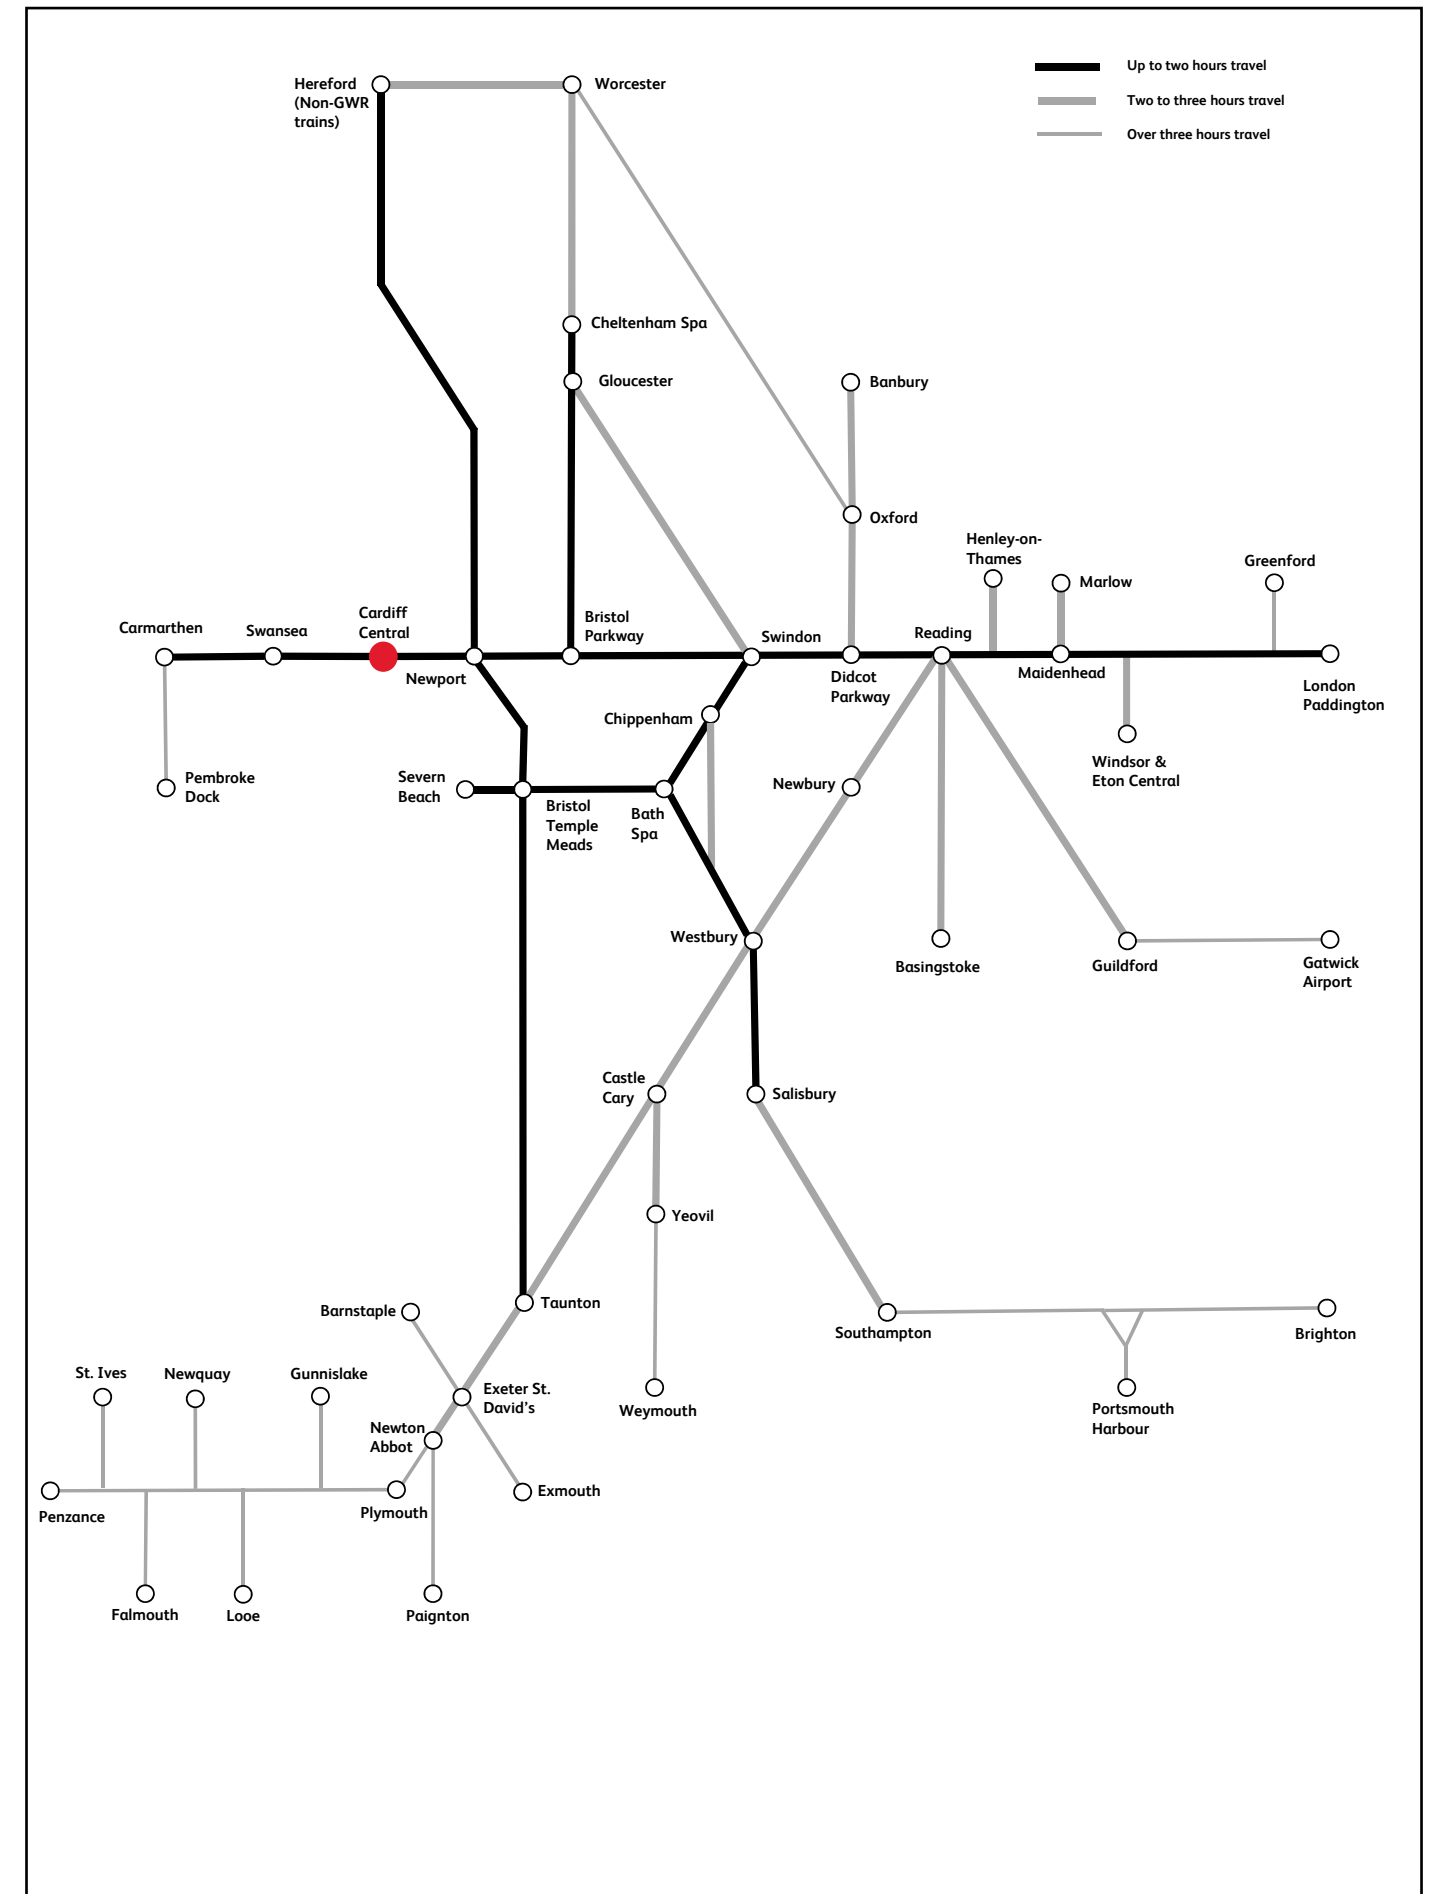 Up to two hours travel
Two to three hours travel
Over three hours travel
Hereford
(Non-GWR
trains)
Worcester
Cheltenham Spa
Gloucester
Banbury
Oxford
Henley-on-
Thames
Marlow
Greenford
Carmarthen
Swansea
Cardiff
Central
Newport
Bristol
Parkway
Swindon
Didcot
Parkway
Reading
Maidenhead
London
Paddington
Pembroke
Dock
Severn
Beach
Bristol
Temple
Meads
Bath
Spa
Chippenham
Newbury
Windsor &
Eton Central
Westbury
Basingstoke
Guildford
Gatwick
Airport
Castle
Cary
Salisbury
Yeovil
Taunton
Barnstaple
Southampton
Brighton
St. Ives
Newquay
Gunnislake
Exeter St.
David's
Newton
Abbot
Weymouth
Portsmouth
Harbour
Exmouth
Penzance
Plymouth
Falmouth
Looe
Paignton